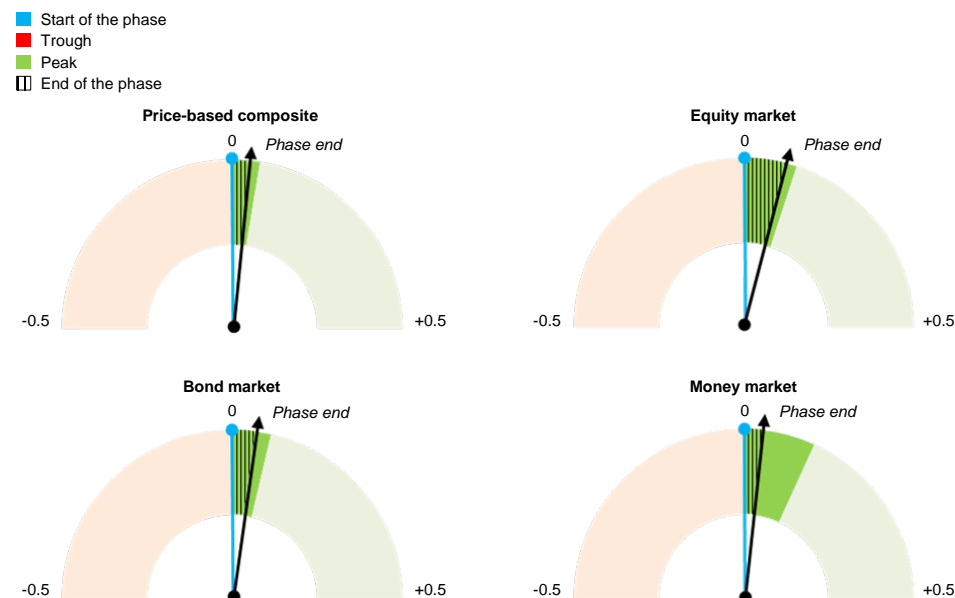 Start of the phase
Trough
Peak
End of the phase
Price-based composite
0
Phase end
-0.5
+0.5
Equity market
0
Phase end
-0.5
+0.5
Bond market
0
Phase end
-0.5
+0.5
Money market
0
Phase end
-0.5
+0.5